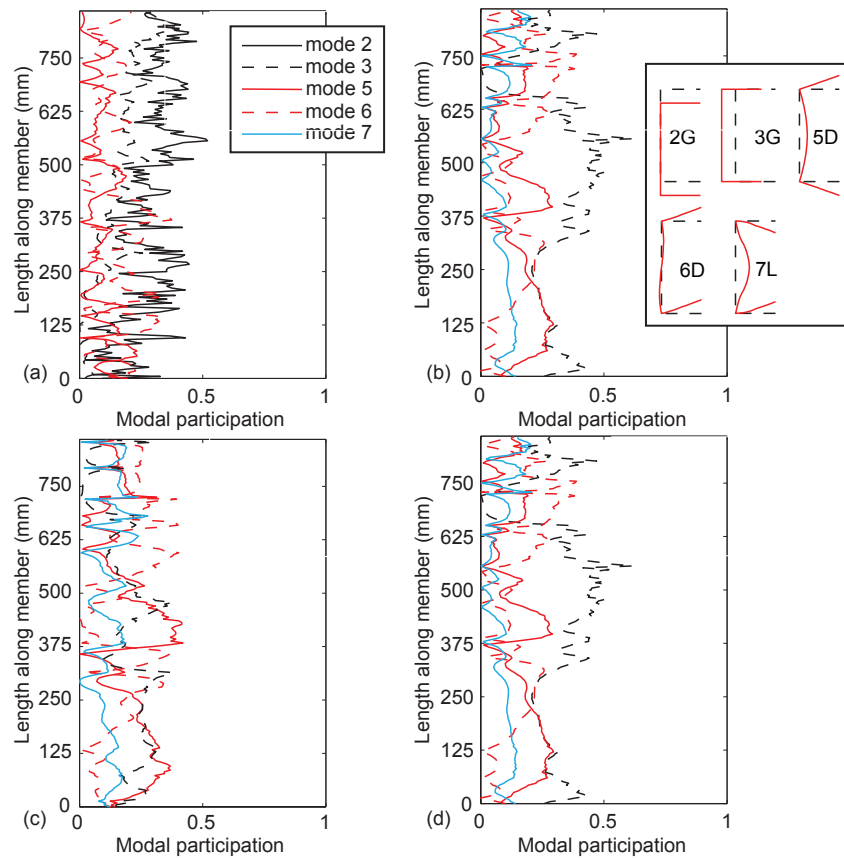 750
625
500
375
250
125
0
Length along member (mm)
(a)
0
0.5
1
Modal participation
mode 2
mode 3
mode 5
mode 6
mode 7
750
625
500
375
250
125
0
Length along member (mm)
(b)
0
0.5
1
Modal participation
2G
3G
5D
6D
7L
750
625
500
375
250
125
0
Length along member (mm)
(c)
0
0.5
1
Modal participation
750
625
500
375
250
125
0
Length along member (mm)
(d)
0
0.5
1
Modal participation